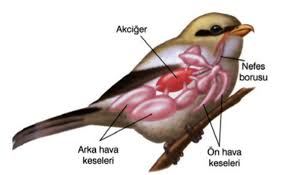 Akciğer
Nefes
borusu
Arka hava
keseleri
Ön hava
keseleri